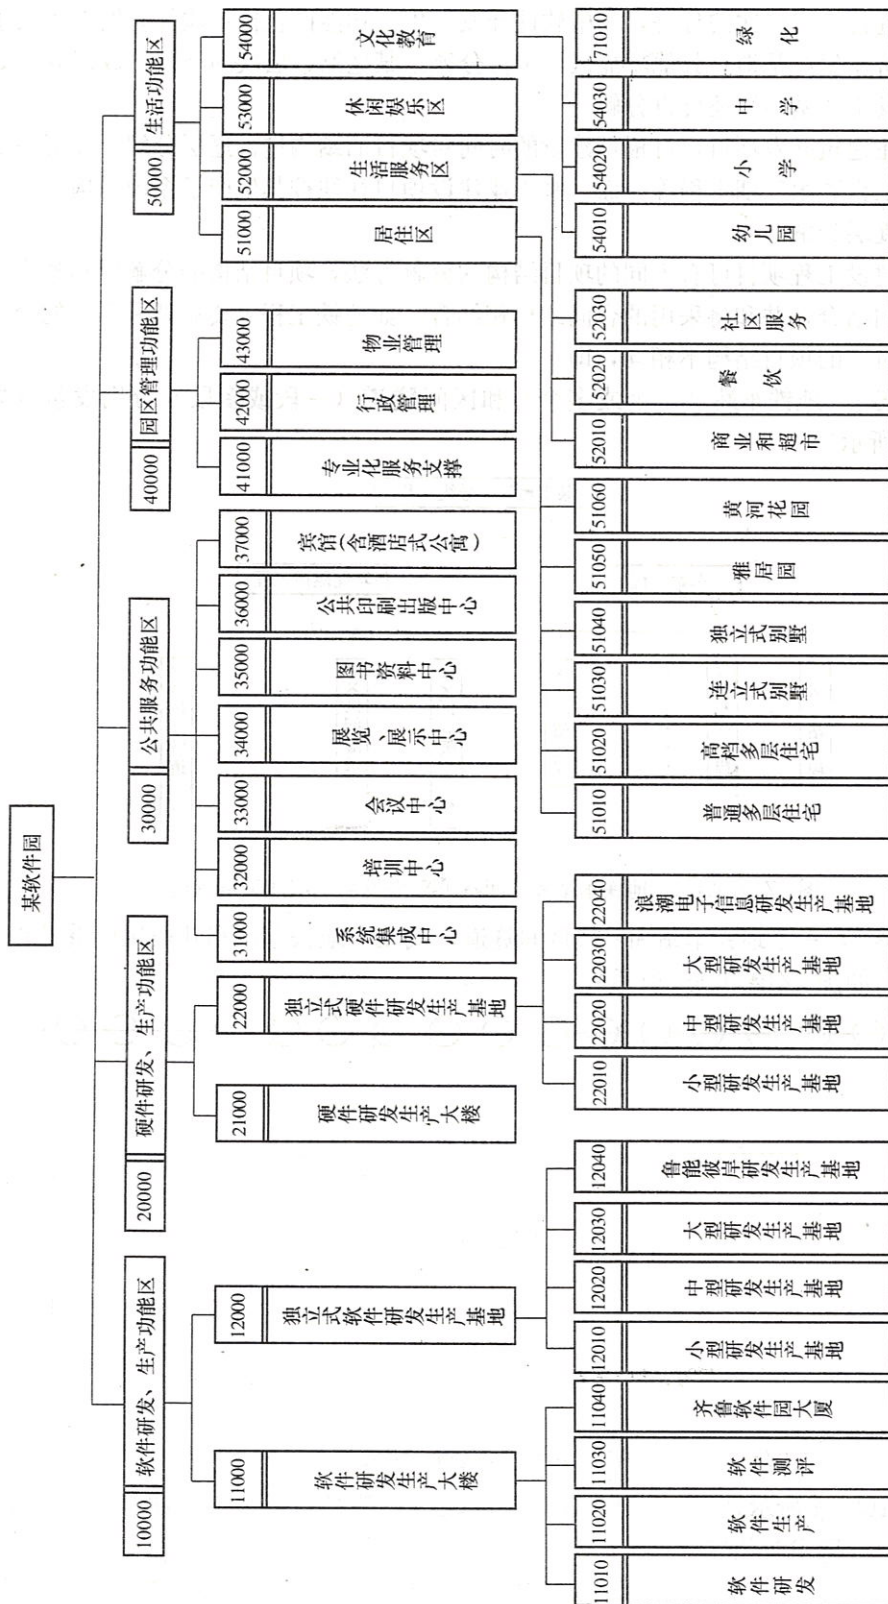 某软件园
10000 软件研发、生产功能区
20000 硬件研发、生产功能区
30000 公共服务功能区
40000 园区管理功能区
50000 生活功能区
11000 软件研发生产大楼
12000 独立式软件研发生产基地
21000 硬件研发生产大楼
22000 独立式硬件研发生产基地
31000 系统集成中心
32000 培训中心
33000 会议中心
34000 展览、展示中心
35000 图书资料中心
36000 公共印刷出版中心
37000 宾馆(含酒店式公寓)
41000 专业化服务支撑
42000 行政管理
43000 物业管理
51000 居住区
52000 生活服务区
53000 休闲娱乐区
54000 文化教育
11010 软件研发
11020 软件生产
11030 软件测评
11040 齐鲁软件园大厦
12010 小型研发生产基地
12020 中型研发生产基地
12030 大型研发生产基地
12040 鲁能彼岸研发生产基地
22010 小型研发生产基地
22020 中型研发生产基地
22030 大型研发生产基地
22040 浪潮电子信息研发生产基地
51010 普通多层住宅
51020 高档多层住宅
51030 连立式别墅
51040 独立式别墅
51050 雅居园
51060 黄河花园
52010 商业和超市
52020 餐饮
52030 社区服务
54010 幼儿园
54020 小学
54030 中学
71010 绿化